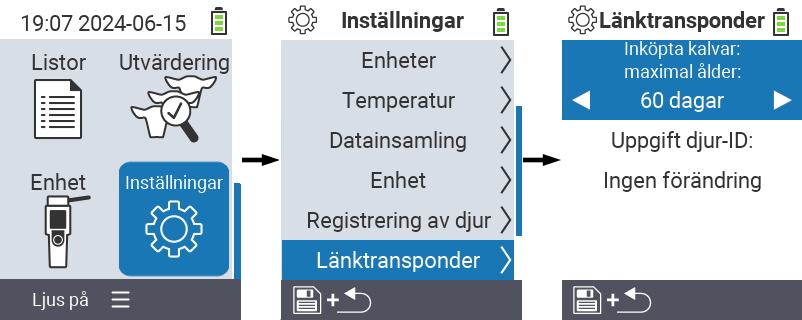 19:07 2024-06-15
Listor
Utvärdering
Enhet
Inställningar
Ljus på
Inställningar
Enheter
Temperatur
Datainsamling
Enhet
Registrering av djur
Länktransponder
+
Länktransponder
Inköpta kalvar:
maximal ålder:
60 dagar
Uppgift djur-ID:
Ingen förändring
+